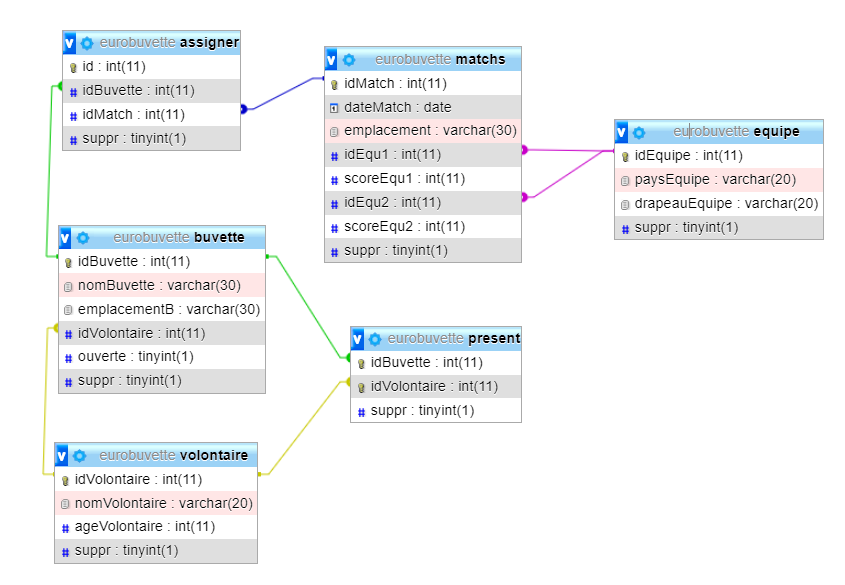 eurobuvette assigner
id : int(11)
idBuvette : int(11)
idMatch : int(11)
suppr : tinyint(1)
eurobuvette matchs
idMatch : int(11)
dateMatch : date
emplacement : varchar(30)
idEqu1 : int(11)
scoreEqu1 : int(11)
idEqu2 : int(11)
scoreEqu2 : int(11)
suppr : tinyint(1)
eurobuvette equipe
idEquipe : int(11)
paysEquipe : varchar(20)
drapeauEquipe : varchar(20)
suppr : tinyint(1)
eurobuvette buvette
idBuvette : int(11)
nomBuvette : varchar(30)
emplacementB : varchar(30)
idVolontaire : int(11)
ouverte : tinyint(1)
suppr : tinyint(1)
eurobuvette present
idBuvette : int(11)
idVolontaire : int(11)
suppr : tinyint(1)
eurobuvette volontaire
idVolontaire : int(11)
nomVolontaire : varchar(20)
ageVolontaire : int(11)
suppr : tinyint(1)